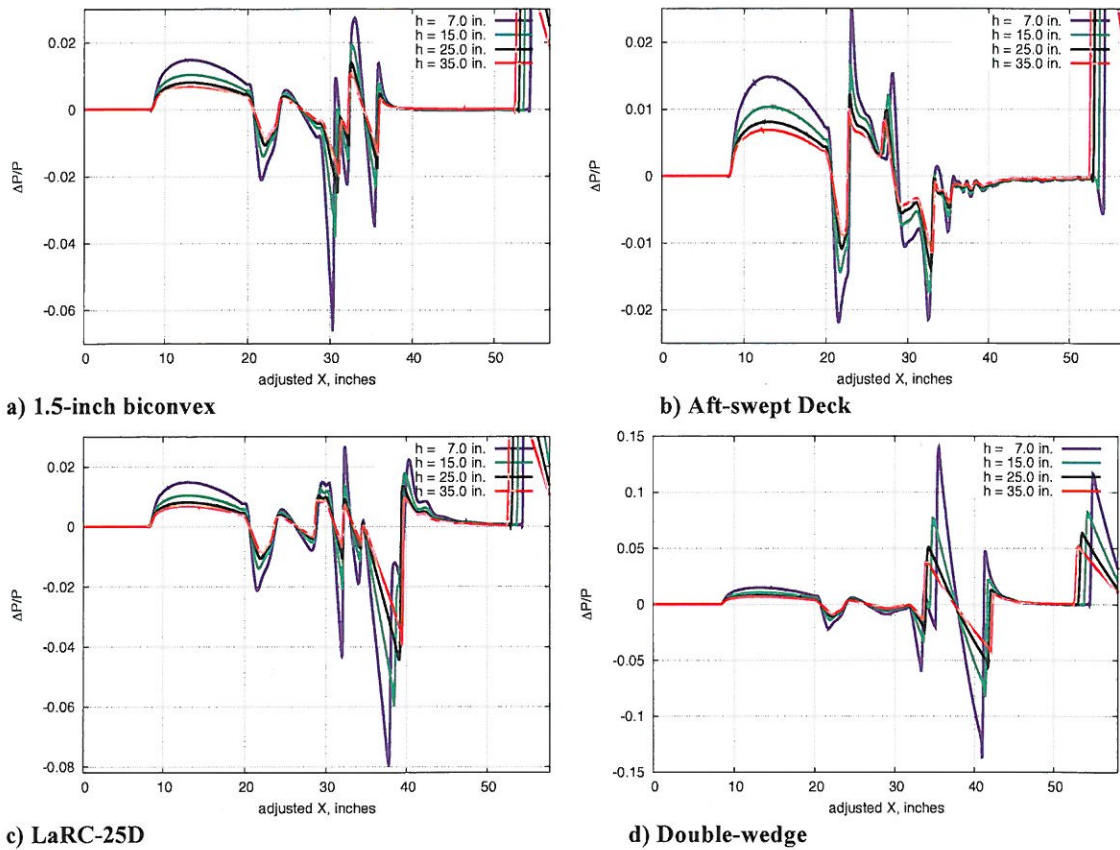 h = 7.0 in.
h = 15.0 in.
h = 25.0 in.
h = 35.0 in.
0.02
0
-0.02
-0.04
-0.06
ΔP/P
0 10 20 30 40 50
adjusted X, inches
a) 1.5-inch biconvex
h = 7.0 in.
h = 15.0 in.
h = 25.0 in.
h = 35.0 in.
0.02
0.01
0
-0.01
-0.02
ΔP/P
0 10 20 30 40 50
adjusted X, inches
b) Aft-swept Deck
h = 7.0 in.
h = 15.0 in.
h = 25.0 in.
h = 35.0 in.
0.02
0
-0.02
-0.04
-0.06
-0.08
ΔP/P
0 10 20 30 40 50
adjusted X, inches
c) LaRC-25D
h = 7.0 in.
h = 15.0 in.
h = 25.0 in.
h = 35.0 in.
0.15
0.1
0.05
0
-0.05
-0.1
-0.15
ΔP/P
0 10 20 30 40 50
adjusted X, inches
d) Double-wedge